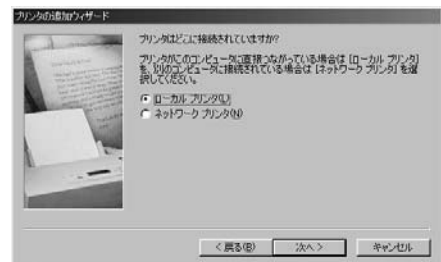 プリンタの追加ウィザード
プリンタはどこに接続されていますか?
プリンタがこのコンピュータに直接つながっている場合は [ローカル プリンタ]
を、別のコンピュータに接続されている場合は [ネットワーク プリンタ] を選
択してください。
ローカル プリンタ(L)
ネットワーク プリンタ(N)
< 戻る(B)
次へ >
キャンセル